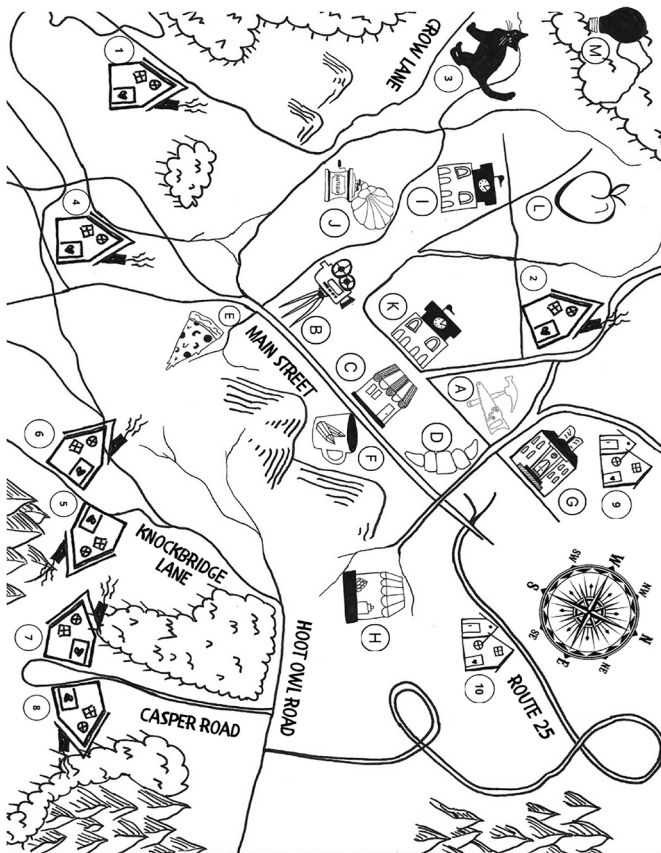 M
N
NW
NE
W
E
SW
SE
S
9
G
L
2
ROUTE 25
10
A
3
D
I
CROW LANE
K
H
F
C
J
B
HOOT OWL ROAD
MAIN STREET
E
KNOCKBRIDGE
LANE
CASPER ROAD
1
4
5
6
7
8